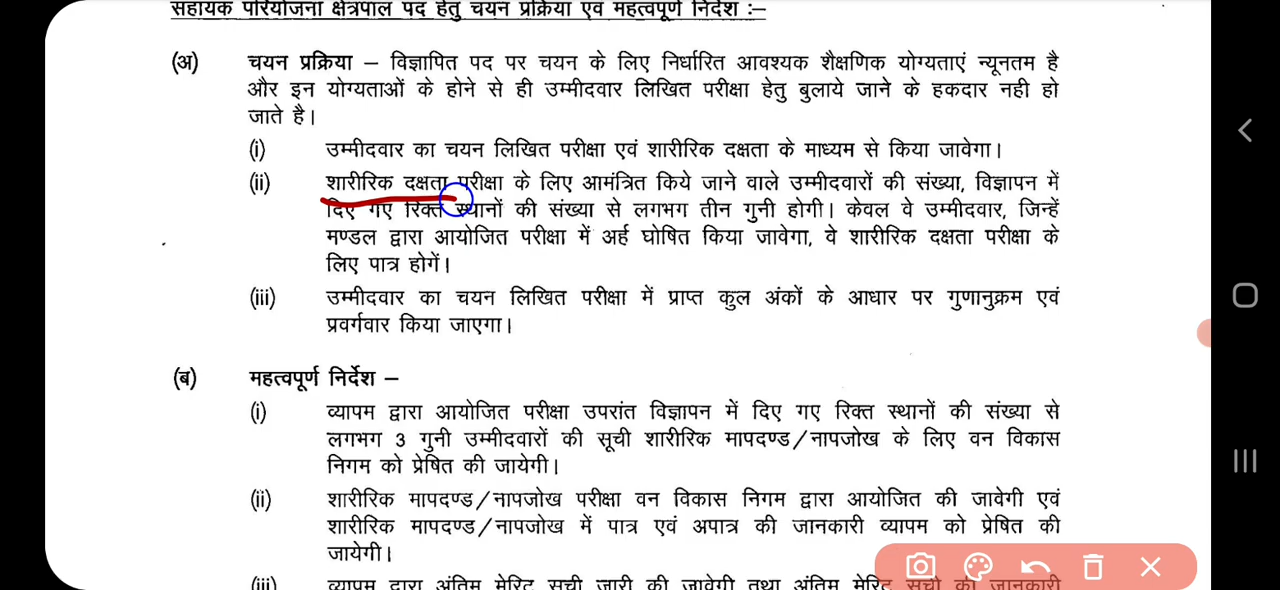 सहायक परियोजना क्षेत्रपाल पद हेतु चयन प्रक्रिया एवं महत्वपूर्ण निर्देश :–
(अ) चयन प्रक्रिया – विज्ञापित पद पर चयन के लिए निर्धारित आवश्यक शैक्षणिक योग्यताएं न्यूनतम है
और इन योग्यताओं के होने से ही उम्मीदवार लिखित परीक्षा हेतु बुलाये जाने के हकदार नही हो
जाते है।
(i) उम्मीदवार का चयन लिखित परीक्षा एवं शारीरिक दक्षता के माध्यम से किया जावेगा।
(ii) शारीरिक दक्षता परीक्षा के लिए आमंत्रित किये जाने वाले उम्मीदवारों की संख्या, विज्ञापन में
दिए गए रिक्त स्थानों की संख्या से लगभग तीन गुनी होगी। केवल वे उम्मीदवार, जिन्हें
मण्डल द्वारा आयोजित परीक्षा में अर्ह घोषित किया जावेगा, वे शारीरिक दक्षता परीक्षा के
लिए पात्र होगें।
(iii) उम्मीदवार का चयन लिखित परीक्षा में प्राप्त कुल अंकों के आधार पर गुणानुक्रम एवं
प्रवर्गवार किया जाएगा।
(ब) महत्वपूर्ण निर्देश –
(i) व्यापम द्वारा आयोजित परीक्षा उपरांत विज्ञापन में दिए गए रिक्त स्थानों की संख्या से
लगभग 3 गुनी उम्मीदवारों की सूची शारीरिक मापदण्ड/नापजोख के लिए वन विकास
निगम को प्रेषित की जायेगी।
(ii) शारीरिक मापदण्ड/नापजोख परीक्षा वन विकास निगम द्वारा आयोजित की जावेगी एवं
शारीरिक मापदण्ड/नापजोख में पात्र एवं अपात्र की जानकारी व्यापम को प्रेषित की
जायेगी।
(iii) व्यापम द्वारा अंतिम मेरिट सूची जारी की जावेगी तथा अंतिम मेरिट सूची की जानकारी